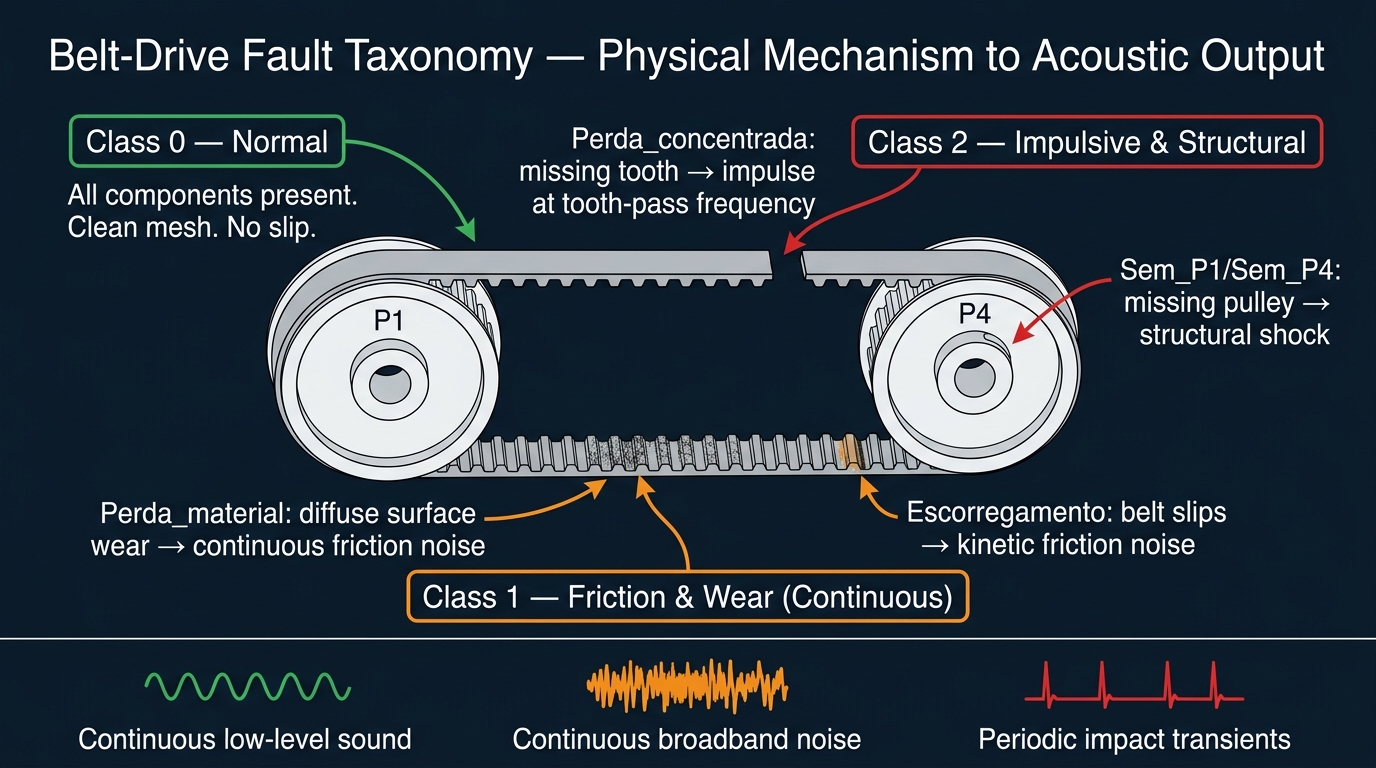 Belt-Drive Fault Taxonomy — Physical Mechanism to Acoustic Output
Class 0 — Normal
All components present.
Clean mesh. No slip.
Perda_concentrada:
missing tooth → impulse
at tooth-pass frequency
Class 2 — Impulsive & Structural
Sem_P1/Sem_P4:
missing pulley →
structural shock
P1
P4
Perda_material: diffuse surface
wear → continuous friction noise
Escorregamento: belt slips
→ kinetic friction noise
Class 1 — Friction & Wear (Continuous)
Continuous low-level sound
Continuous broadband noise
Periodic impact transients